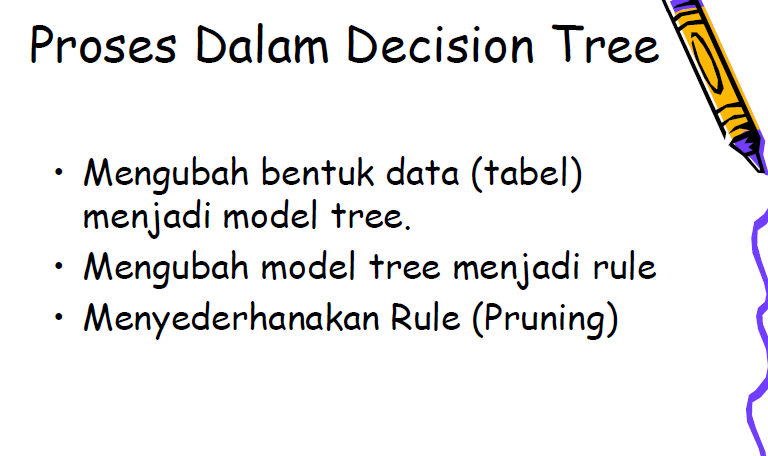 Proses Dalam Decision Tree
• Mengubah bentuk data (tabel)
menjadi model tree.
• Mengubah model tree menjadi rule
• Menyederhanakan Rule (Pruning)